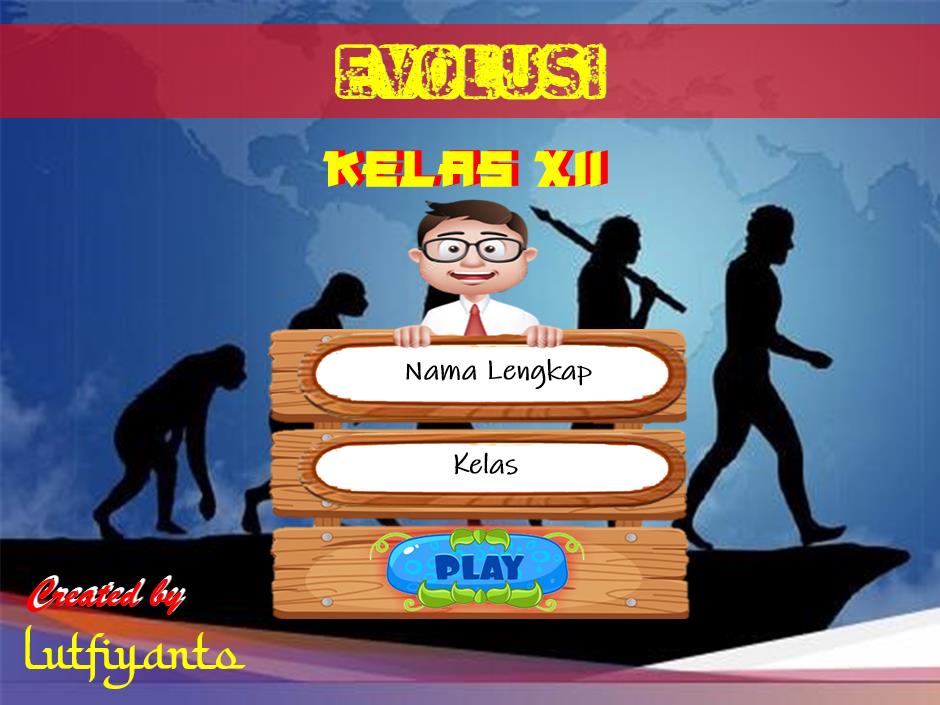 EVOLUSI
KELAS XII
Nama Lengkap
Kelas
PLAY
Created by
Lutfiyanto